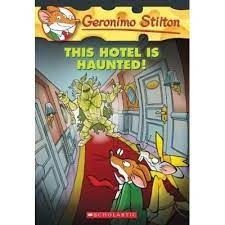 Geronimo Stilton
THIS HOTEL IS
HAUNTED!
SCHOLASTIC